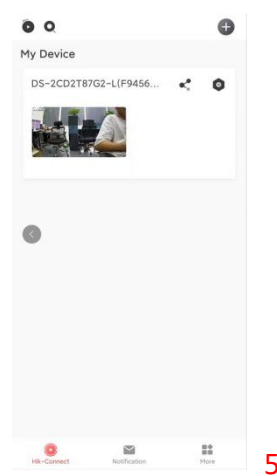 My Device
DS-2CD2T87G2-L(F9456...
Hik-Connect
Notification
More
5